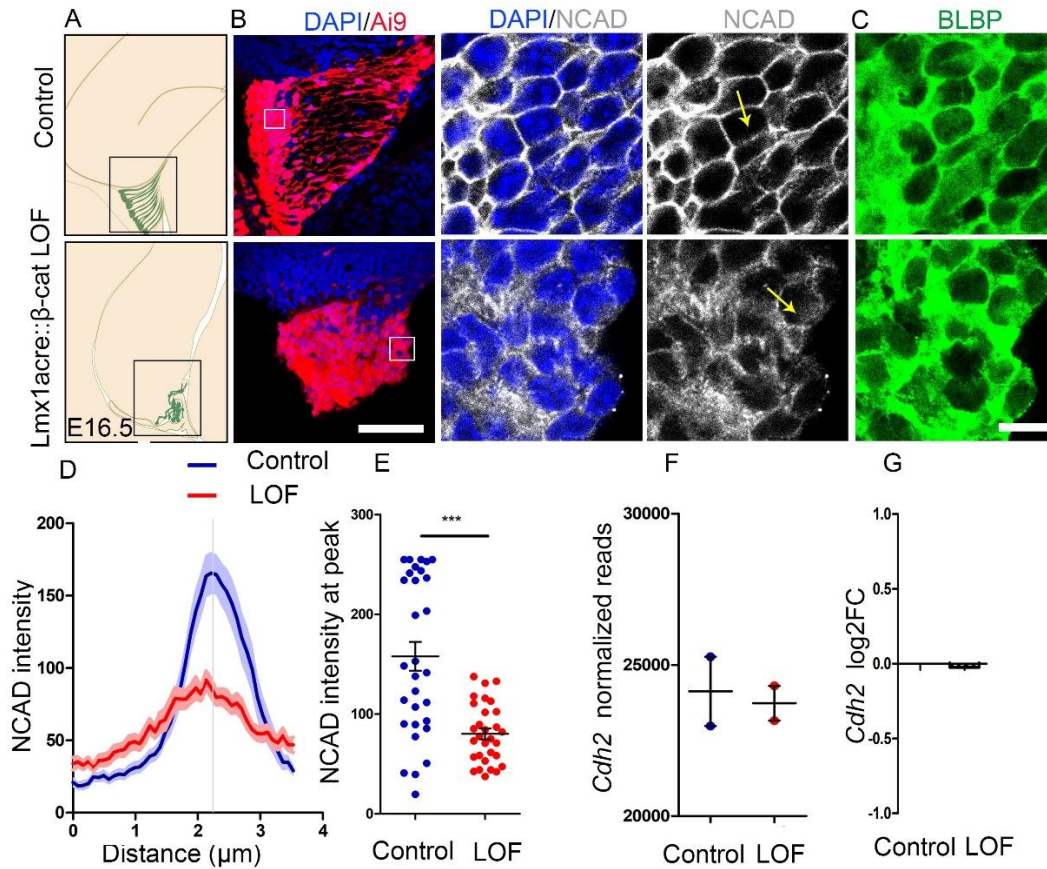 A
B
DAPI/Ai9
DAPI/NCAD
NCAD
C
BLBP
Control
Lmx1acre::β-cat LOF
E16.5
D
Control
LOF
NCAD intensity
200
150
100
50
0
0 1 2 3 4
Distance (µm)
E
NCAD intensity at peak
300
200
100
0
***
Control LOF
F
Cdh2 normalized reads
30000
25000
20000
Control LOF
G
Cdh2 log2FC
1.0
0.5
-0.0
-0.5
-1.0
Control LOF